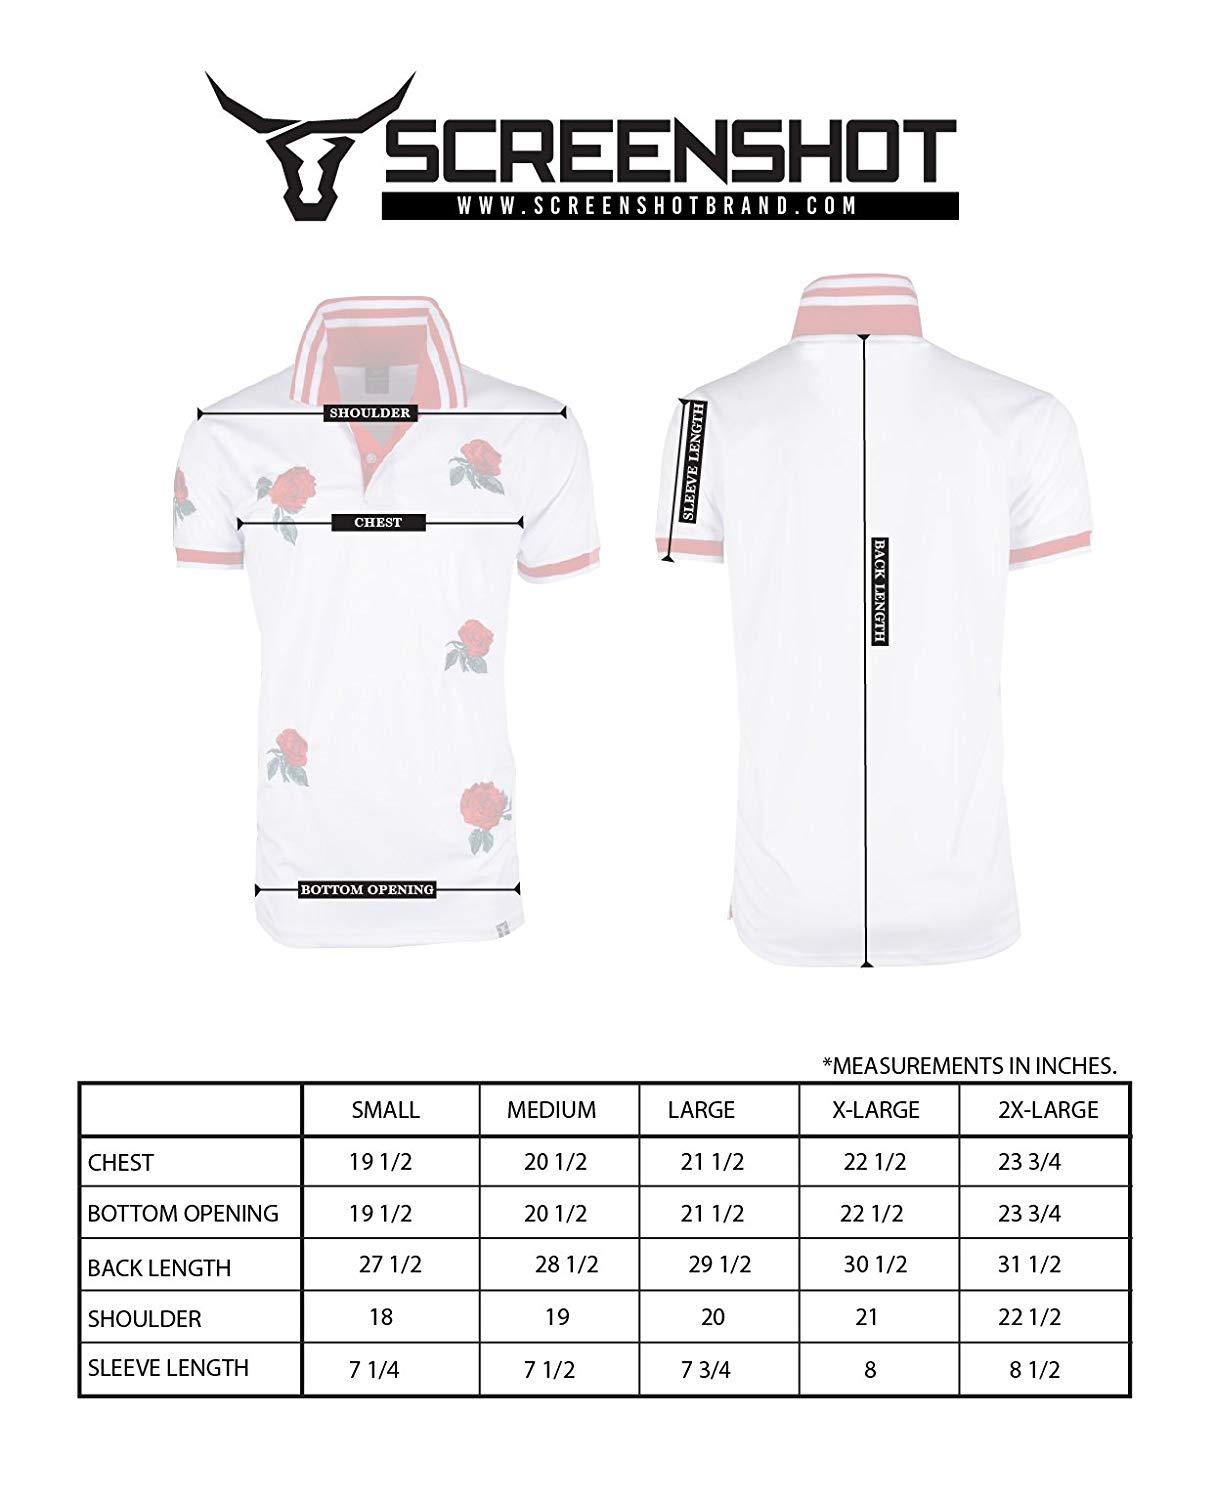 SCREENSHOT
WWW.SCREENSHOTBRAND.COM
SHOULDER
CHEST
BOTTOM OPENING
SLEEVE LENGTH
BACK LENGTH
*MEASUREMENTS IN INCHES.
SMALL MEDIUM LARGE X-LARGE 2X-LARGE
CHEST 19 1/2 20 1/2 21 1/2 22 1/2 23 3/4
BOTTOM OPENING 19 1/2 20 1/2 21 1/2 22 1/2 23 3/4
BACK LENGTH 27 1/2 28 1/2 29 1/2 30 1/2 31 1/2
SHOULDER 18 19 20 21 22 1/2
SLEEVE LENGTH 7 1/4 7 1/2 7 3/4 8 8 1/2